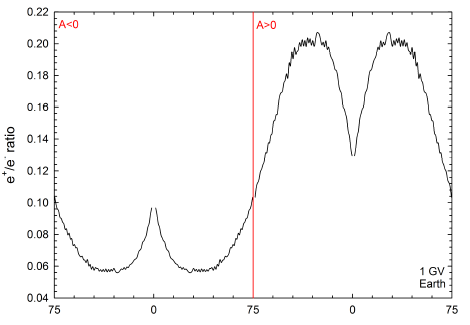 0.22
A<0
A>0
0.20
0.18
0.16
0.14
0.12
0.10
0.08
0.06
0.04
e+/e- ratio
1 GV
Earth
75 0 75 0 75